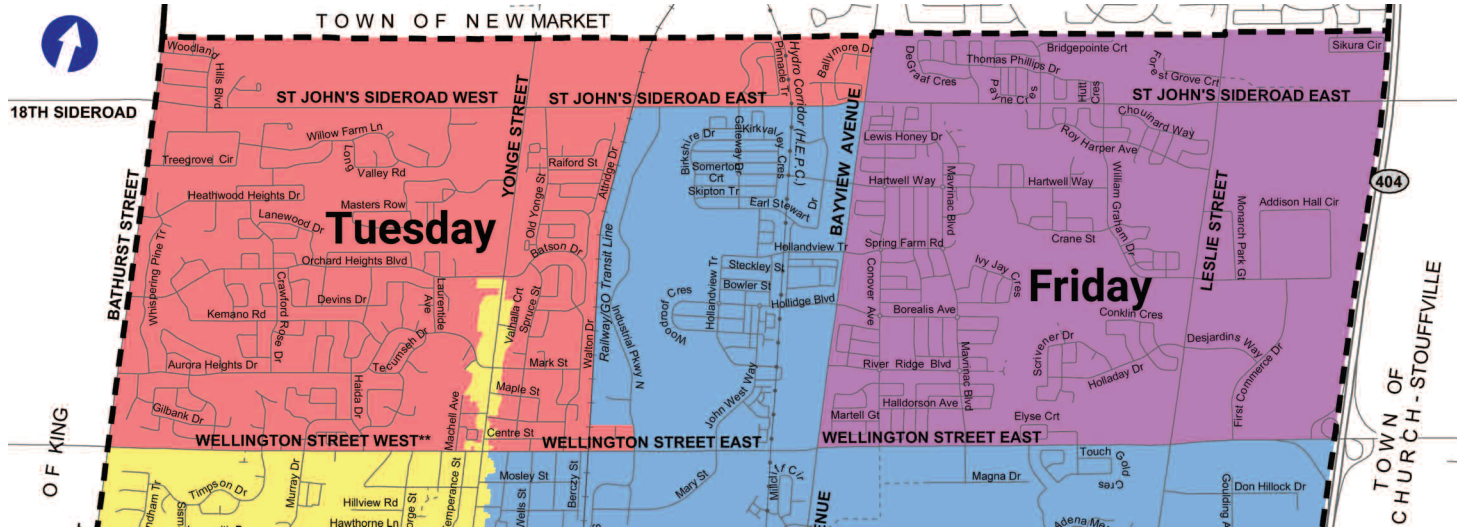 TOWN OF NEWMARKET
Woodland
Hills Blvd
Pinnacle Tr
Hydro Corridor (H.E.P.C.)
Ballymore Dr
DeGraaf Cres
Thomas Phillips Dr
Bridgepointe Crt
Forest Grove Crt
Sikura Cir
Payne Cres
Hutt Cres
18TH SIDEROAD
ST JOHN'S SIDEROAD WEST
ST JOHN'S SIDEROAD EAST
ST JOHN'S SIDEROAD EAST
YONGE STREET
BAYVIEW AVENUE
Chouinard Way
Willow Farm Ln
Long
Valley Rd
Treegrove Cir
Raiford St
Attridge Dr
Birkshire Dr
Gateway Dr
Kirkvalley Cres
Somerton Crt
Skipton Tr
Earl Stewart Dr
Lewis Honey Dr
Roy Harper Ave
Hartwell Way
Hartwell Way
Mavrinac Blvd
William Graham Dr
404
BATHURST STREET
LESLIE STREET
Heathwood Heights Dr
Masters Row
Lanewood Dr
Tuesday
Old Yonge St
Batson Dr
Railway/GO Transit Line
Hollandview Tr
Spring Farm Rd
Crane St
Monarch Park Gt
Addison Hall Cir
Whispering Pine Tr
Orchard Heights Blvd
Crawford Rose Dr
Devins Dr
Laurentide Ave
Kemano Rd
Valhalla Crt
Spruce St
Steckley St
Bowler St
Hollandview Tr
Hollidge Blvd
Woodroof Cres
Industrial Pkwy N
Conover Ave
Ivy Jay Cres
Friday
Borealis Ave
Conklin Cres
Tecumseh Dr
Aurora Heights Dr
Haida Dr
Gilbank Dr
Mark St
Maple St
Walton Dr
Machell Ave
Centre St
John West Way
River Ridge Blvd
Mavrinac Blvd
Scrivener Dr
Holladay Dr
Desjardins Way
First Commerce Dr
Halldorson Ave
Martell Gt
Elyse Crt
WELLINGTON STREET WEST**
WELLINGTON STREET EAST
WELLINGTON STREET EAST
OF KING
TOWN OF
CHURCH-STOUFFVILLE
Timpson Dr
Murray Dr
Hillview Rd
Hawthorne Ln
Temperance St
Mosley St
Wells St
Berczy St
Mary St
Magna Dr
Touch
Gold
Cres
Don Hillock Dr